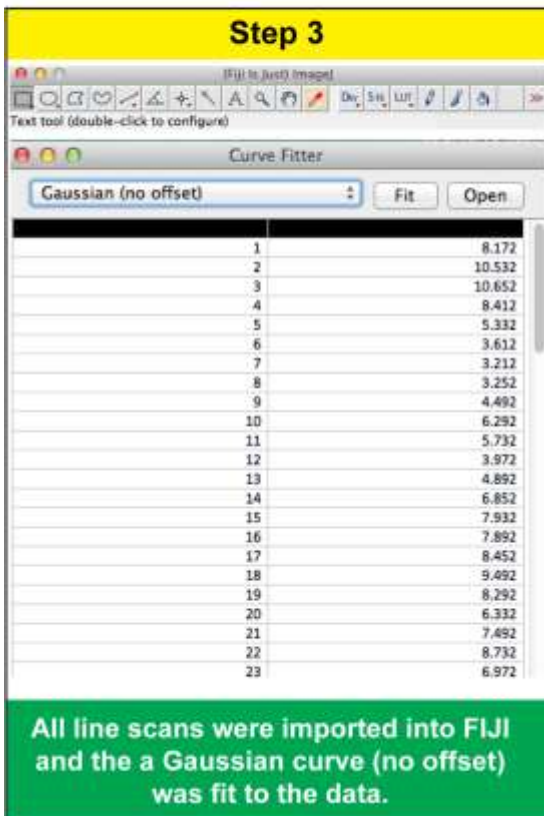 Step 3
(Fiji Is Just) ImageJ
Dev Stk LUT
Text tool (double-click to configure)
Curve Fitter
Gaussian (no offset) Fit Open
1 8.172
2 10.532
3 10.652
4 8.412
5 5.332
6 3.612
7 3.212
8 3.252
9 4.492
10 6.292
11 5.732
12 3.972
13 4.892
14 6.852
15 7.932
16 7.892
17 8.452
18 9.492
19 8.292
20 6.332
21 7.492
22 8.732
23 6.972
All line scans were imported into FIJI
and the a Gaussian curve (no offset)
was fit to the data.